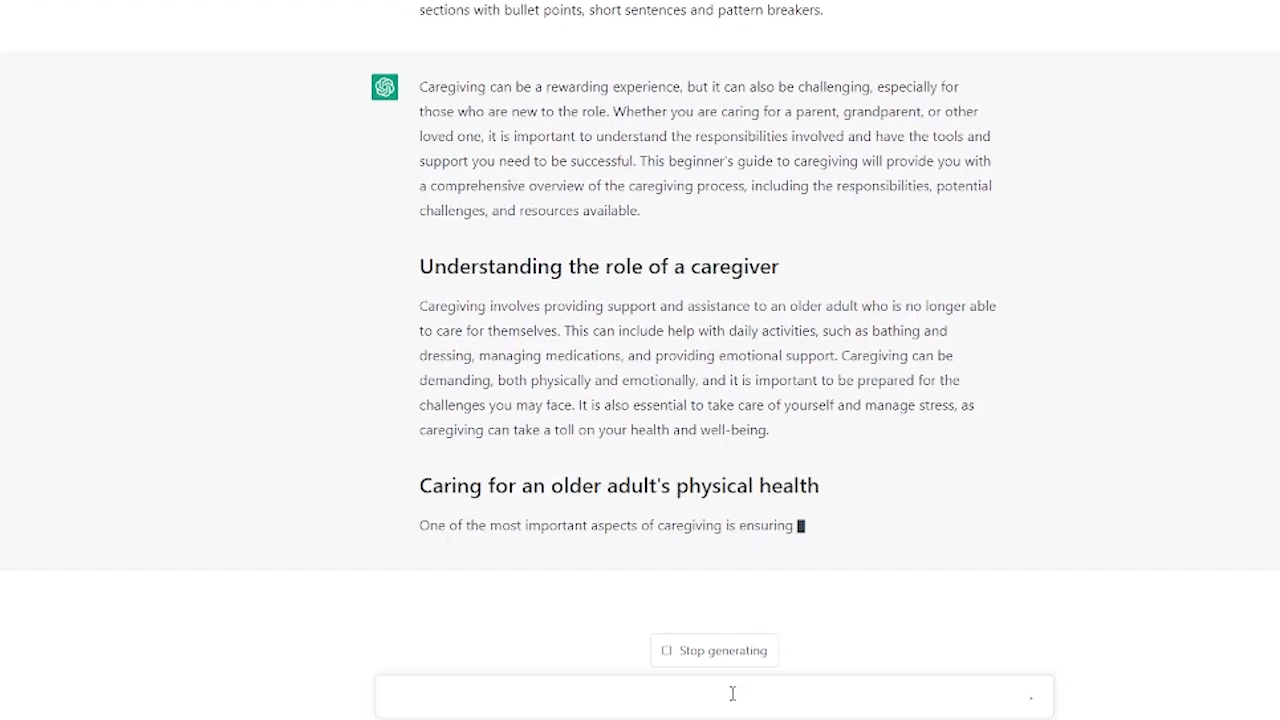 sections with bullet points, short sentences and pattern breakers.
Caregiving can be a rewarding experience, but it can also be challenging, especially for
those who are new to the role. Whether you are caring for a parent, grandparent, or other
loved one, it is important to understand the responsibilities involved and have the tools and
support you need to be successful. This beginner's guide to caregiving will provide you with
a comprehensive overview of the caregiving process, including the responsibilities, potential
challenges, and resources available.
Understanding the role of a caregiver
Caregiving involves providing support and assistance to an older adult who is no longer able
to care for themselves. This can include help with daily activities, such as bathing and
dressing, managing medications, and providing emotional support. Caregiving can be
demanding, both physically and emotionally, and it is important to be prepared for the
challenges you may face. It is also essential to take care of yourself and manage stress, as
caregiving can take a toll on your health and well-being.
Caring for an older adult's physical health
One of the most important aspects of caregiving is ensuring
Stop generating